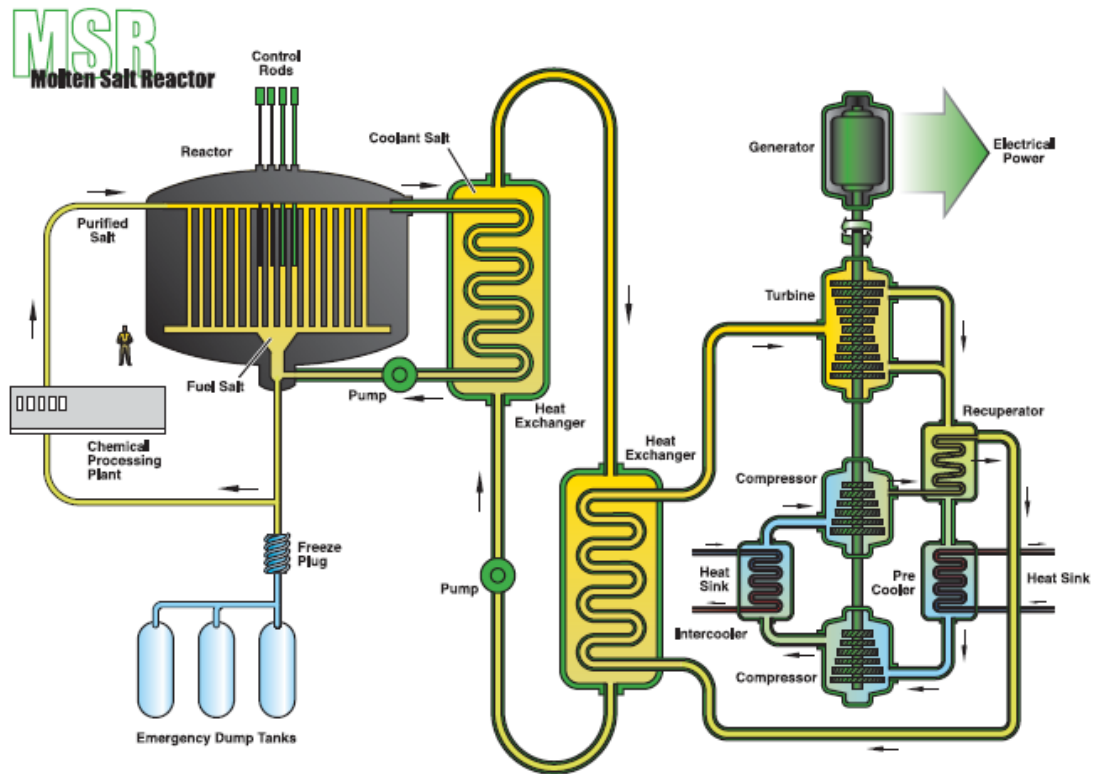 MSR
Molten Salt Reactor
Control
Rods
Reactor
Coolant Salt
Purified
Salt
Fuel Salt
Pump
Chemical
Processing
Plant
Heat
Exchanger
Freeze
Plug
Pump
Emergency Dump Tanks
Heat
Exchanger
Generator
Electrical
Power
Turbine
Recuperator
Compressor
Heat
Sink
Pre
Cooler
Heat Sink
Intercooler
Compressor